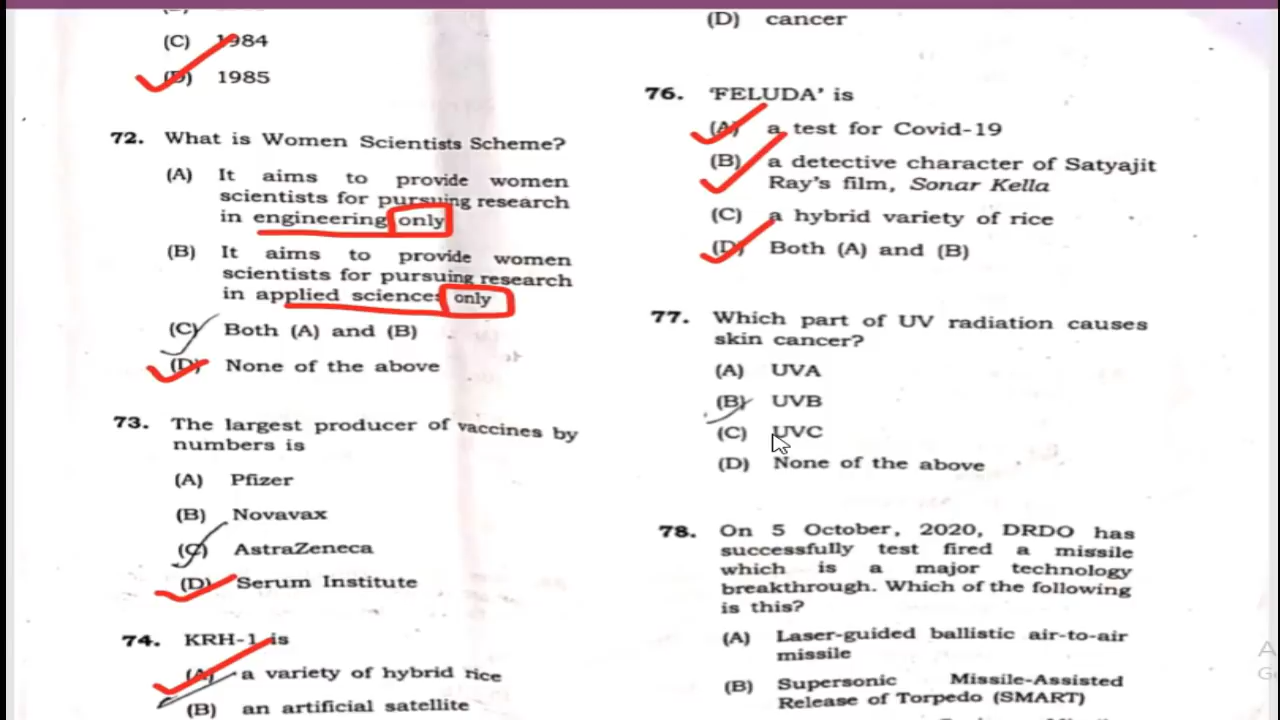 (C) 1984
(D) 1985
72. What is Women Scientists Scheme?
(A) It aims to provide women
scientists for pursuing research
in engineering only
(B) It aims to provide women
scientists for pursuing research
in applied sciences only
(C) Both (A) and (B)
(D) None of the above
73. The largest producer of vaccines by
numbers is
(A) Pfizer
(B) Novavax
(C) AstraZeneca
(D) Serum Institute
74. KRH-1 is
(A) a variety of hybrid rice
(B) an artificial satellite
(D) cancer
76. 'FELUDA' is
(A) a test for Covid-19
(B) a detective character of Satyajit
Ray's film, Sonar Kella
(C) a hybrid variety of rice
(D) Both (A) and (B)
77. Which part of UV radiation causes
skin cancer?
(A) UVA
(B) UVB
(C) UVC
(D) None of the above
78. On 5 October, 2020, DRDO has
successfully test fired a missile
which is a major technology
breakthrough. Which of the following
is this?
(A) Laser-guided ballistic air-to-air
missile
(B) Supersonic Missile-Assisted
Release of Torpedo (SMART)